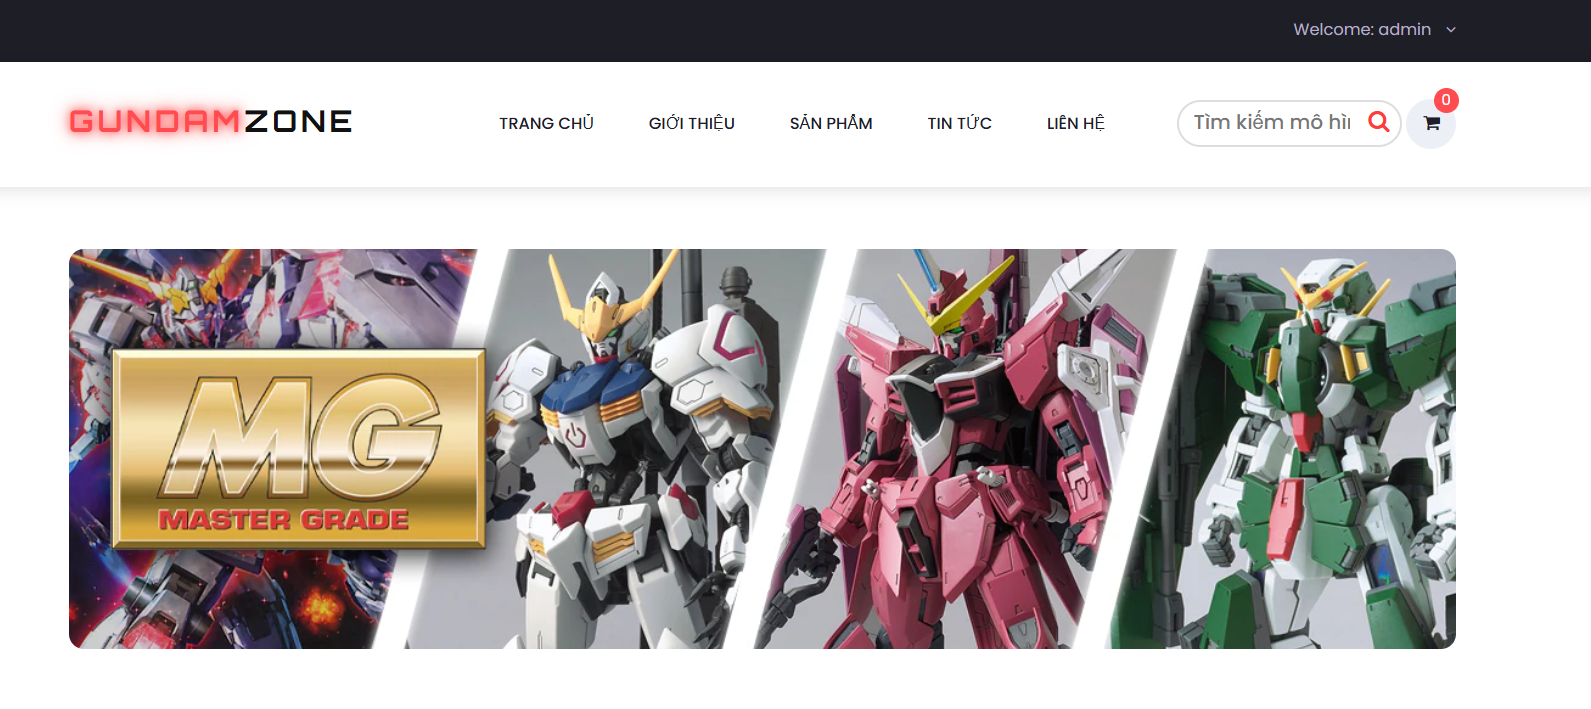 Welcome: admin
GUNDAMZONE
TRANG CHỦ
GIỚI THIỆU
SẢN PHẨM
TIN TỨC
LIÊN HỆ
Tìm kiếm mô hìn
0
MG
MASTER GRADE